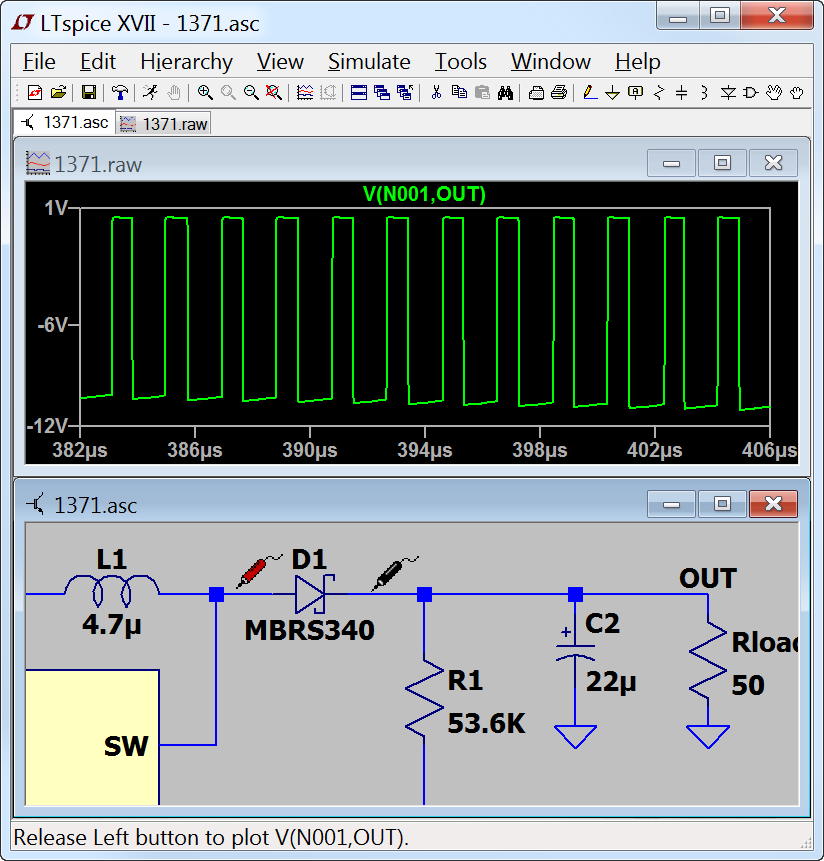 LTspice XVII - 1371.asc
File Edit Hierarchy View Simulate Tools Window Help
1371.asc 1371.raw
1371.raw
V(N001,OUT)
1V
-6V
-12V
382µs 386µs 390µs 394µs 398µs 402µs 406µs
1371.asc
L1 D1
OUT
4.7µ
MBRS340
C2
Rload
R1
22µ
50
53.6K
SW
Release Left button to plot V(N001,OUT).